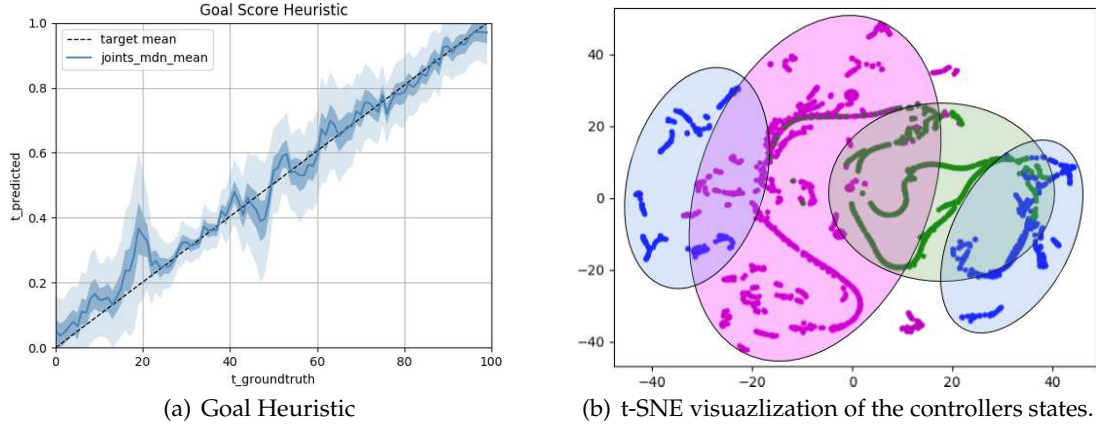 Goal Score Heuristic
target mean
joints_mdn_mean
t_predicted
1.0
0.8
0.6
0.4
0.2
0.0
0 20 40 60 80 100
t_groundtruth
(a) Goal Heuristic
40
20
0
−20
−40
−40 −20 0 20 40
(b) t-SNE visuazlization of the controllers states.